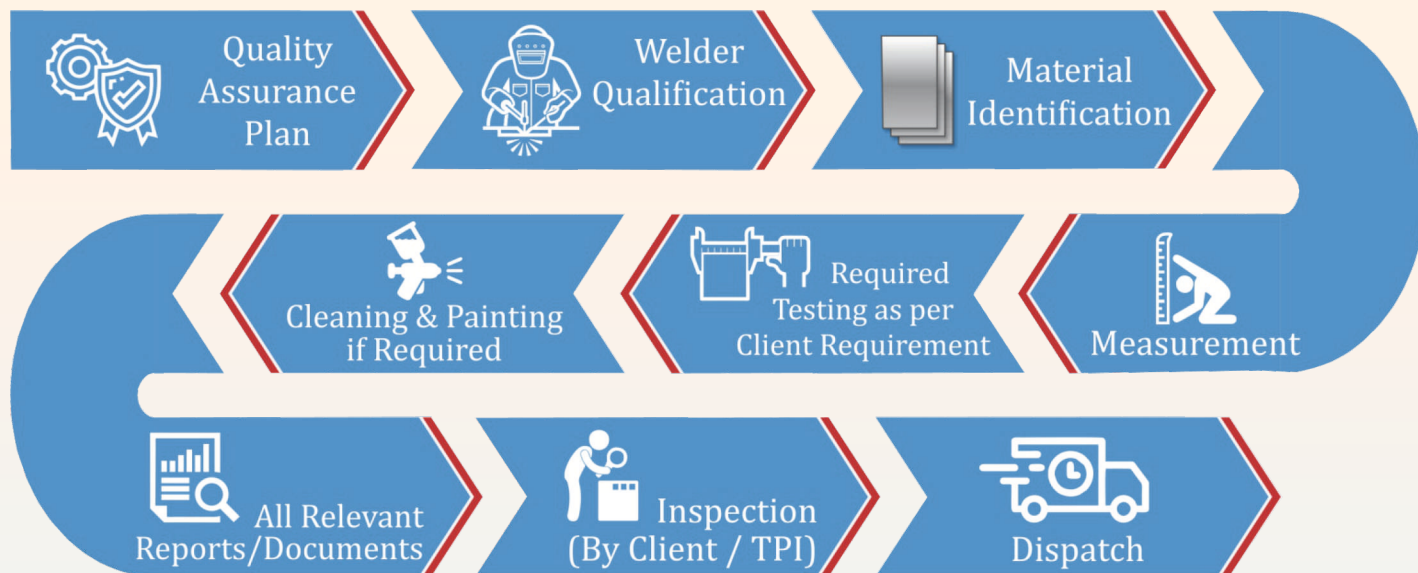 Quality
Assurance
Plan
Welder
Qualification
Material
Identification
Measurement
Required
Testing as per
Client Requirement
Cleaning & Painting
if Required
All Relevant
Reports/Documents
Inspection
(By Client / TPI)
Dispatch